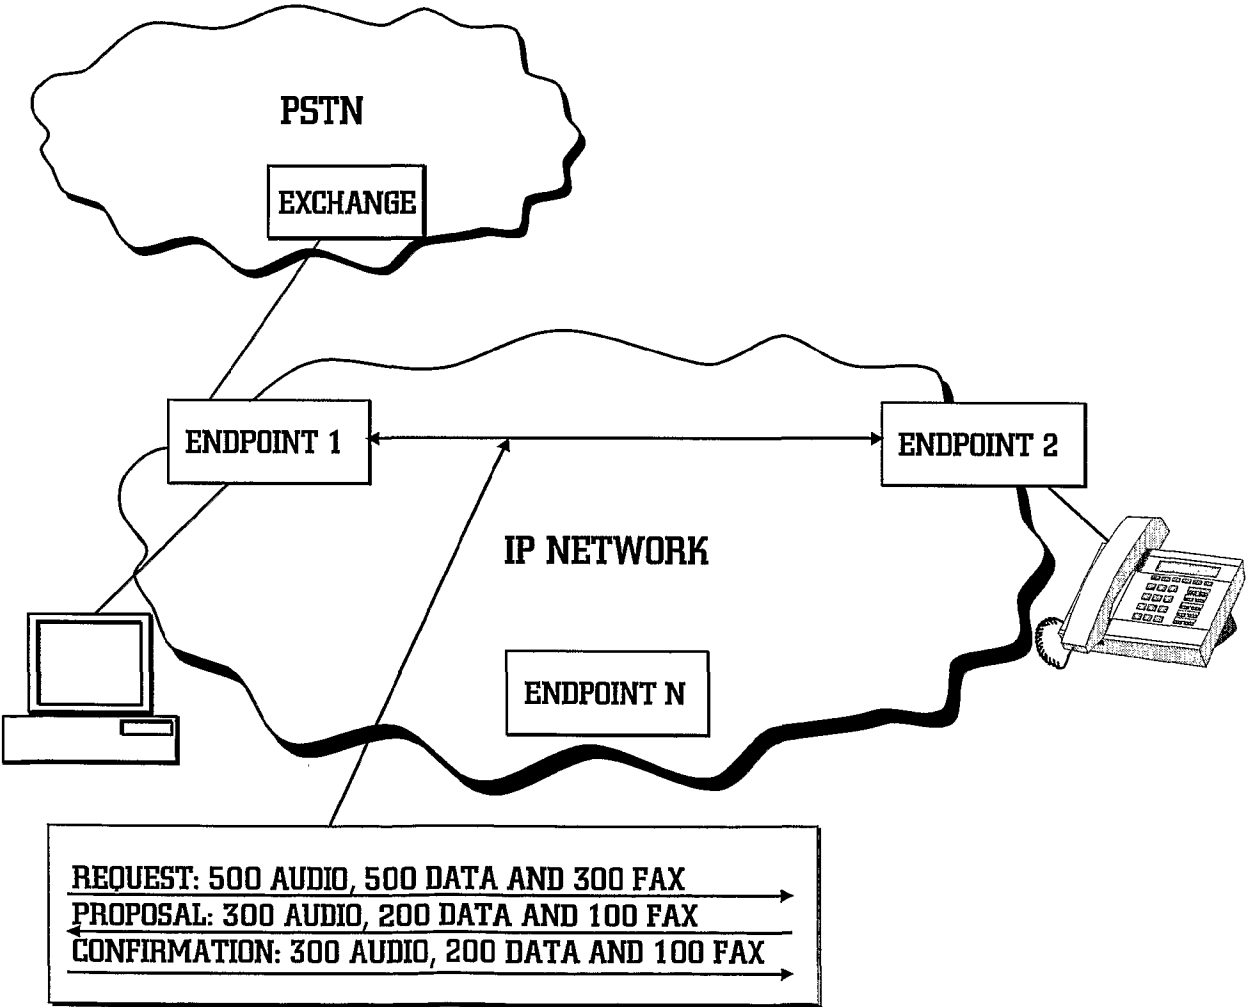 PSTN
EXCHANGE
ENDPOINT 1
ENDPOINT 2
IP NETWORK
ENDPOINT N
REQUEST: 500 AUDIO, 500 DATA AND 300 FAX
PROPOSAL: 300 AUDIO, 200 DATA AND 100 FAX
CONFIRMATION: 300 AUDIO, 200 DATA AND 100 FAX